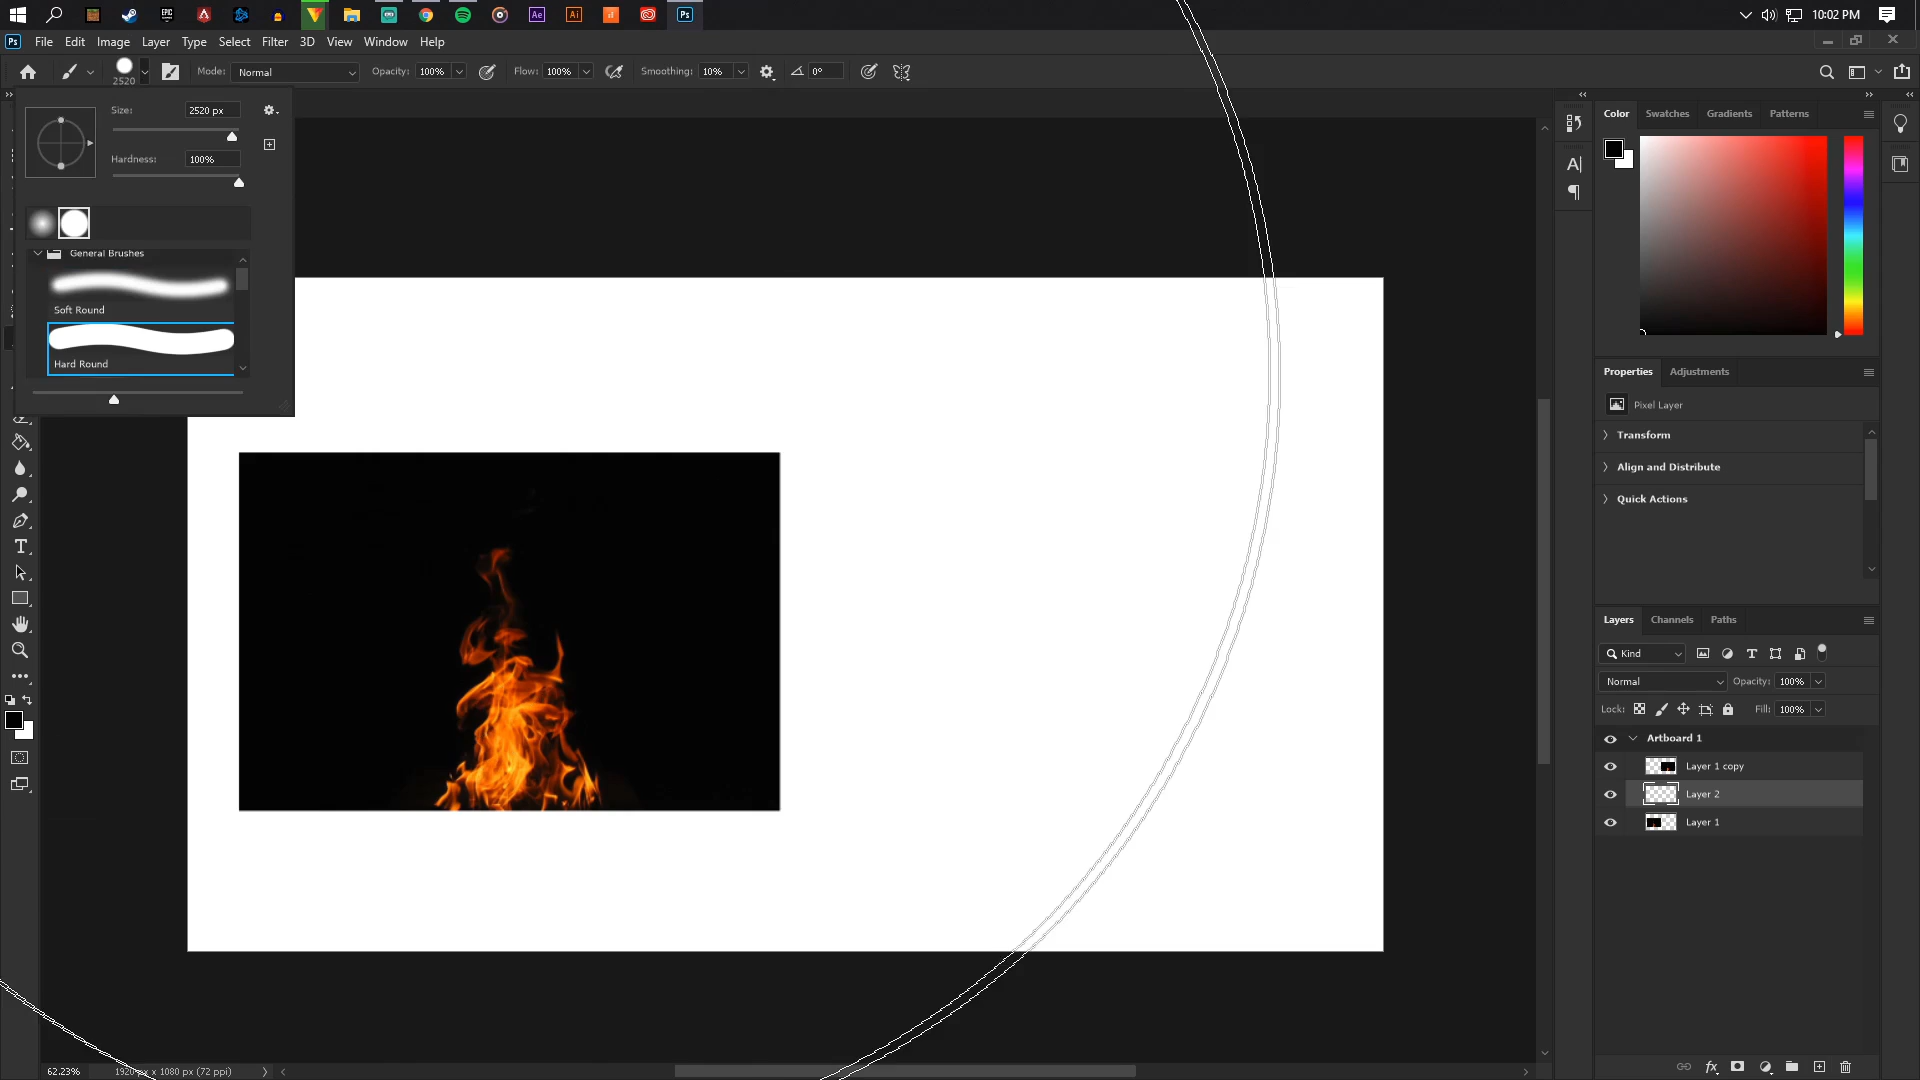 10:02 PM
Ps File Edit Image Layer Type Select Filter 3D View Window Help
2520 Mode: Normal Opacity: 100% Flow: 100% Smoothing: 10% 0°
Size: 2520 px
Hardness: 100%
General Brushes
Soft Round
Hard Round
Color Swatches Gradients Patterns
Properties Adjustments
Pixel Layer
Transform
Align and Distribute
Quick Actions
Layers Channels Paths
Kind
Normal Opacity: 100%
Lock: Fill: 100%
Artboard 1
Layer 1 copy
Layer 2
Layer 1
62.23% 1920 px x 1080 px (72 ppi)